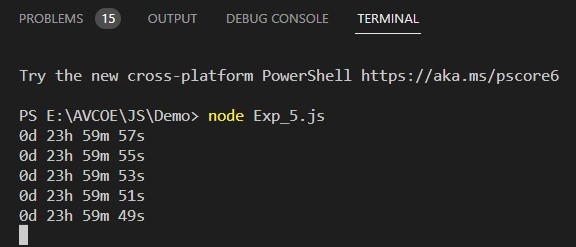 PROBLEMS 15 OUTPUT DEBUG CONSOLE TERMINAL
Try the new cross-platform PowerShell https://aka.ms/pscore6
PS E:\AVCOE\JS\Demo> node Exp_5.js
0d 23h 59m 57s
0d 23h 59m 55s
0d 23h 59m 53s
0d 23h 59m 51s
0d 23h 59m 49s